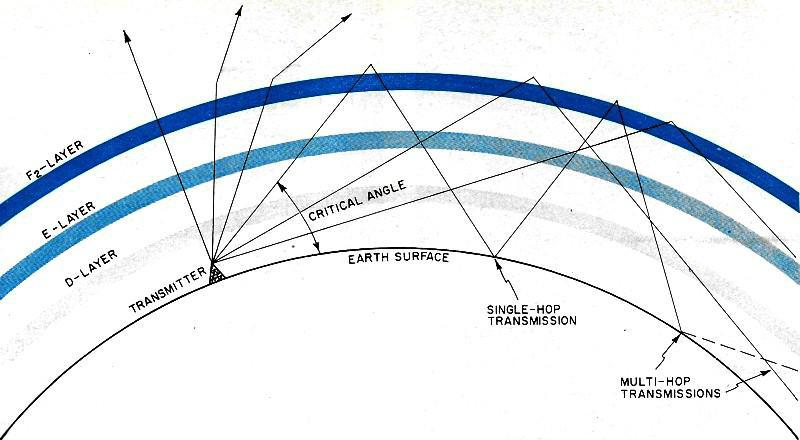 F2-LAYER
E-LAYER
D-LAYER
TRANSMITTER
CRITICAL ANGLE
EARTH SURFACE
SINGLE-HOP
TRANSMISSION
MULTI-HOP
TRANSMISSIONS